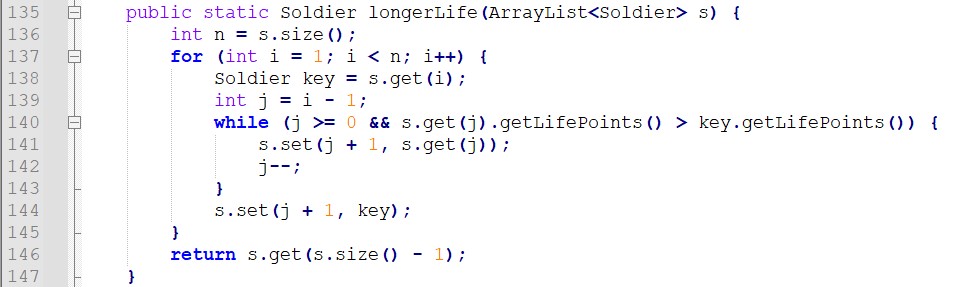 135 public static Soldier longerLife(ArrayList<Soldier> s) {
136 int n = s.size();
137 for (int i = 1; i < n; i++) {
138 Soldier key = s.get(i);
139 int j = i - 1;
140 while (j >= 0 && s.get(j).getLifePoints() > key.getLifePoints()) {
141 s.set(j + 1, s.get(j));
142 j--;
143 }
144 s.set(j + 1, key);
145 }
146 return s.get(s.size() - 1);
147 }